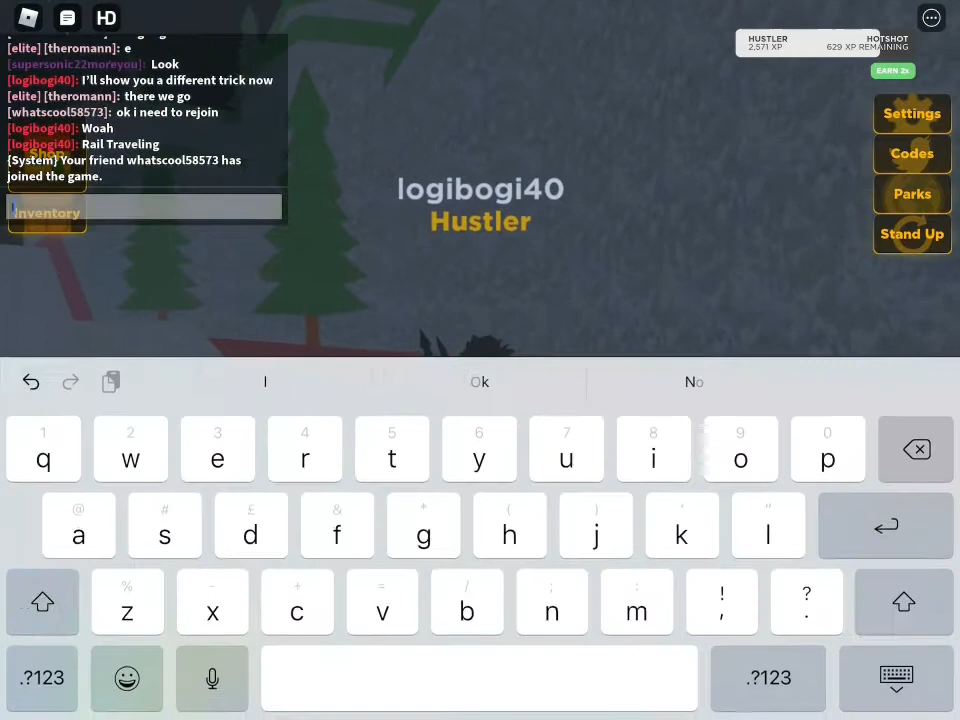 HD
[elite] [theromann]: e
[supersonic22moreyou]: Look
[logibogi40]: I'll show you a different trick now
[elite] [theromann]: there we go
[whatscool58573]: ok i need to rejoin
[logibogi40]: Woah
[logibogi40]: Rail Traveling
{System} Your friend whatscool58573 has
joined the game.
Shop
Inventory
logibogi40
Hustler
HUSTLER HOTSHOT
2,571 XP 629 XP REMAINING
EARN 2x
Settings
Codes
Parks
Stand Up
I Ok No
1 2 3 4 5 6 7 8 9 0
q w e r t y u i o p
@ # £ & * ( ) ' "
a s d f g h j k l
% - + = / ; : ! ?
z x c v b n m , .
.?123 .?123